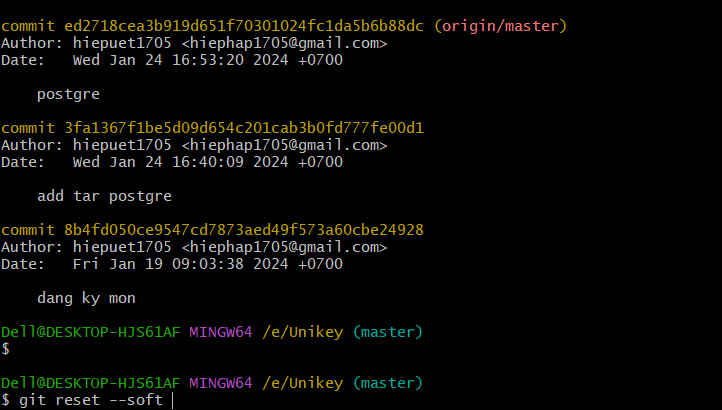 commit ed2718cea3b919d651f70301024fc1da5b6b88dc (origin/master)
Author: hiepuet1705 <hiephap1705@gmail.com>
Date:   Wed Jan 24 16:53:20 2024 +0700
    postgre
commit 3fa1367f1be5d09d654c201cab3b0fd777fe00d1
Author: hiepuet1705 <hiephap1705@gmail.com>
Date:   Wed Jan 24 16:40:09 2024 +0700
    add tar postgre
commit 8b4fd050ce9547cd7873aed49f573a60cbe24928
Author: hiepuet1705 <hiephap1705@gmail.com>
Date:   Fri Jan 19 09:03:38 2024 +0700
    dang ky mon
Dell@DESKTOP-HJS61AF MINGW64 /e/Unikey (master)
$
Dell@DESKTOP-HJS61AF MINGW64 /e/Unikey (master)
$ git reset --soft